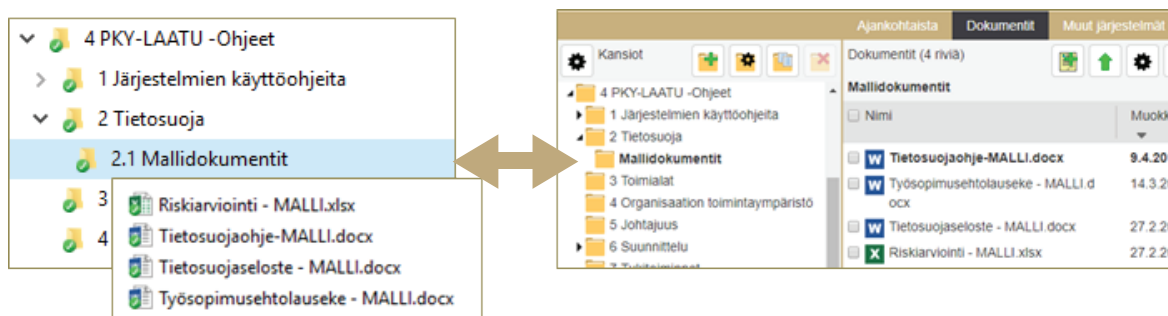 4 PKY-LAATU -Ohjeet
1 Järjestelmien käyttöohjeita
2 Tietosuoja
2.1 Mallidokumentit
3
4
Riskiarviointi - MALLI.xlsx
Tietosuojaohje-MALLI.docx
Tietosuojaseloste - MALLI.docx
Työsopimusehtolauseke - MALLI.docx
Ajankohtaista Dokumentit Muut järjestelmät
Kansiot
4 PKY-LAATU -Ohjeet
1 Järjestelmien käyttöohjeita
2 Tietosuoja
Mallidokumentit
3 Toimialat
4 Organisaation toimintaympäristö
5 Johtajuus
6 Suunnittelu
Dokumentit (4 riviä)
Mallidokumentit
Nimi Muokk
Tietosuojaohje-MALLI.docx 9.4.20
Työsopimusehtolauseke - MALLI.d 14.3.2
ocx
Tietosuojaseloste - MALLI.docx 27.2.2
Riskiarviointi - MALLI.xlsx 27.2.2